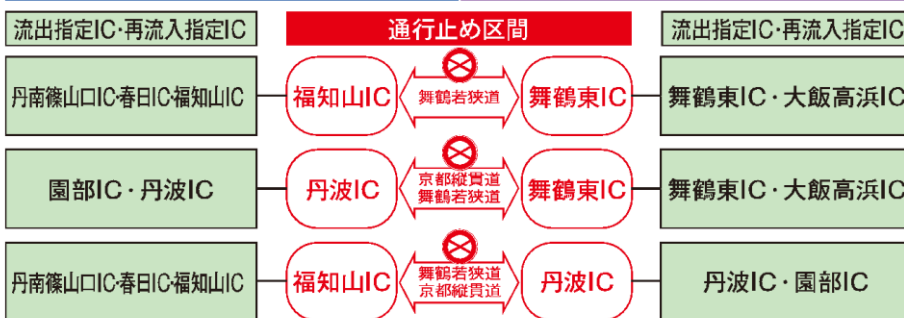 流出指定IC・再流入指定IC
通行止め区間
流出指定IC・再流入指定IC
丹南篠山口IC・春日IC・福知山IC
福知山IC
舞鶴若狭道
舞鶴東IC
舞鶴東IC・大飯高浜IC
園部IC・丹波IC
丹波IC
京都縦貫道
舞鶴若狭道
舞鶴東IC
舞鶴東IC・大飯高浜IC
丹南篠山口IC・春日IC・福知山IC
福知山IC
舞鶴若狭道
京都縦貫道
丹波IC
丹波IC・園部IC